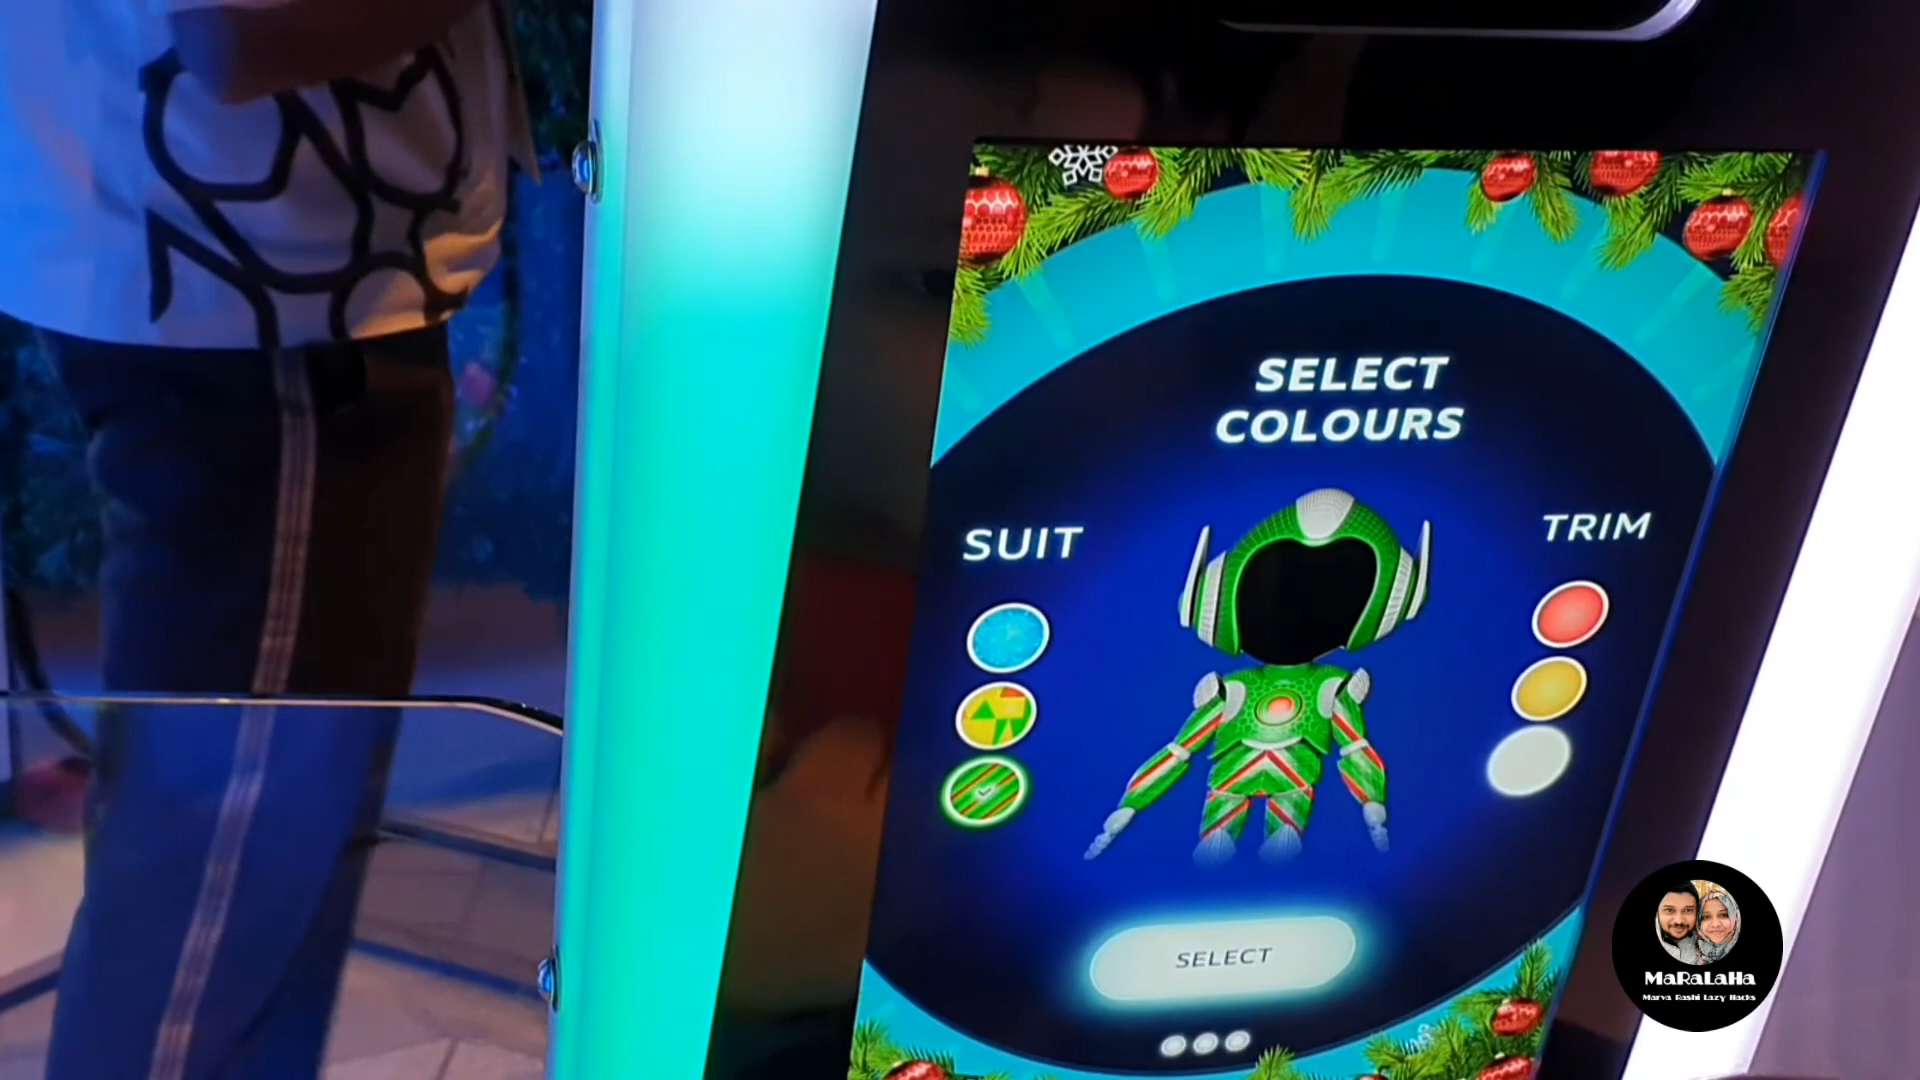 SELECT
COLOURS
SUIT
TRIM
SELECT
MaRaLaHa
Marva Rashi Lazy Hacks